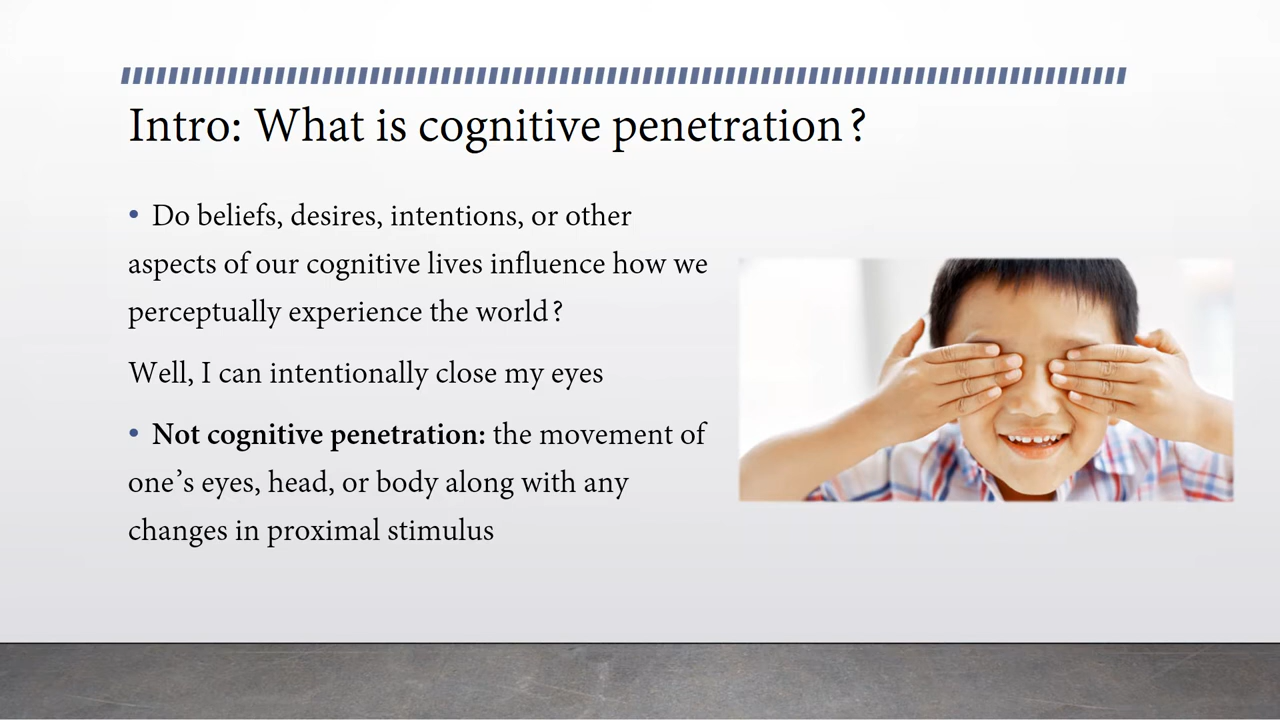 Intro: What is cognitive penetration?
• Do beliefs, desires, intentions, or other
aspects of our cognitive lives influence how we
perceptually experience the world?
Well, I can intentionally close my eyes
• Not cognitive penetration: the movement of
one’s eyes, head, or body along with any
changes in proximal stimulus